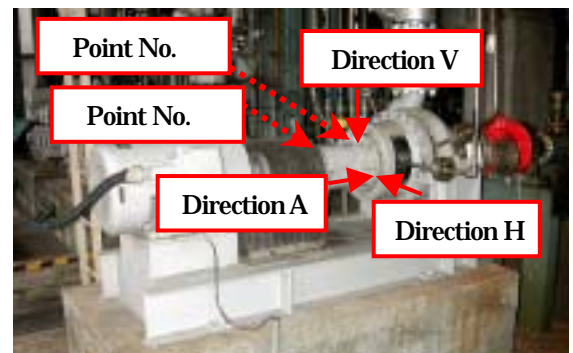 Point No.
Direction V
Point No.
Direction A
Direction H